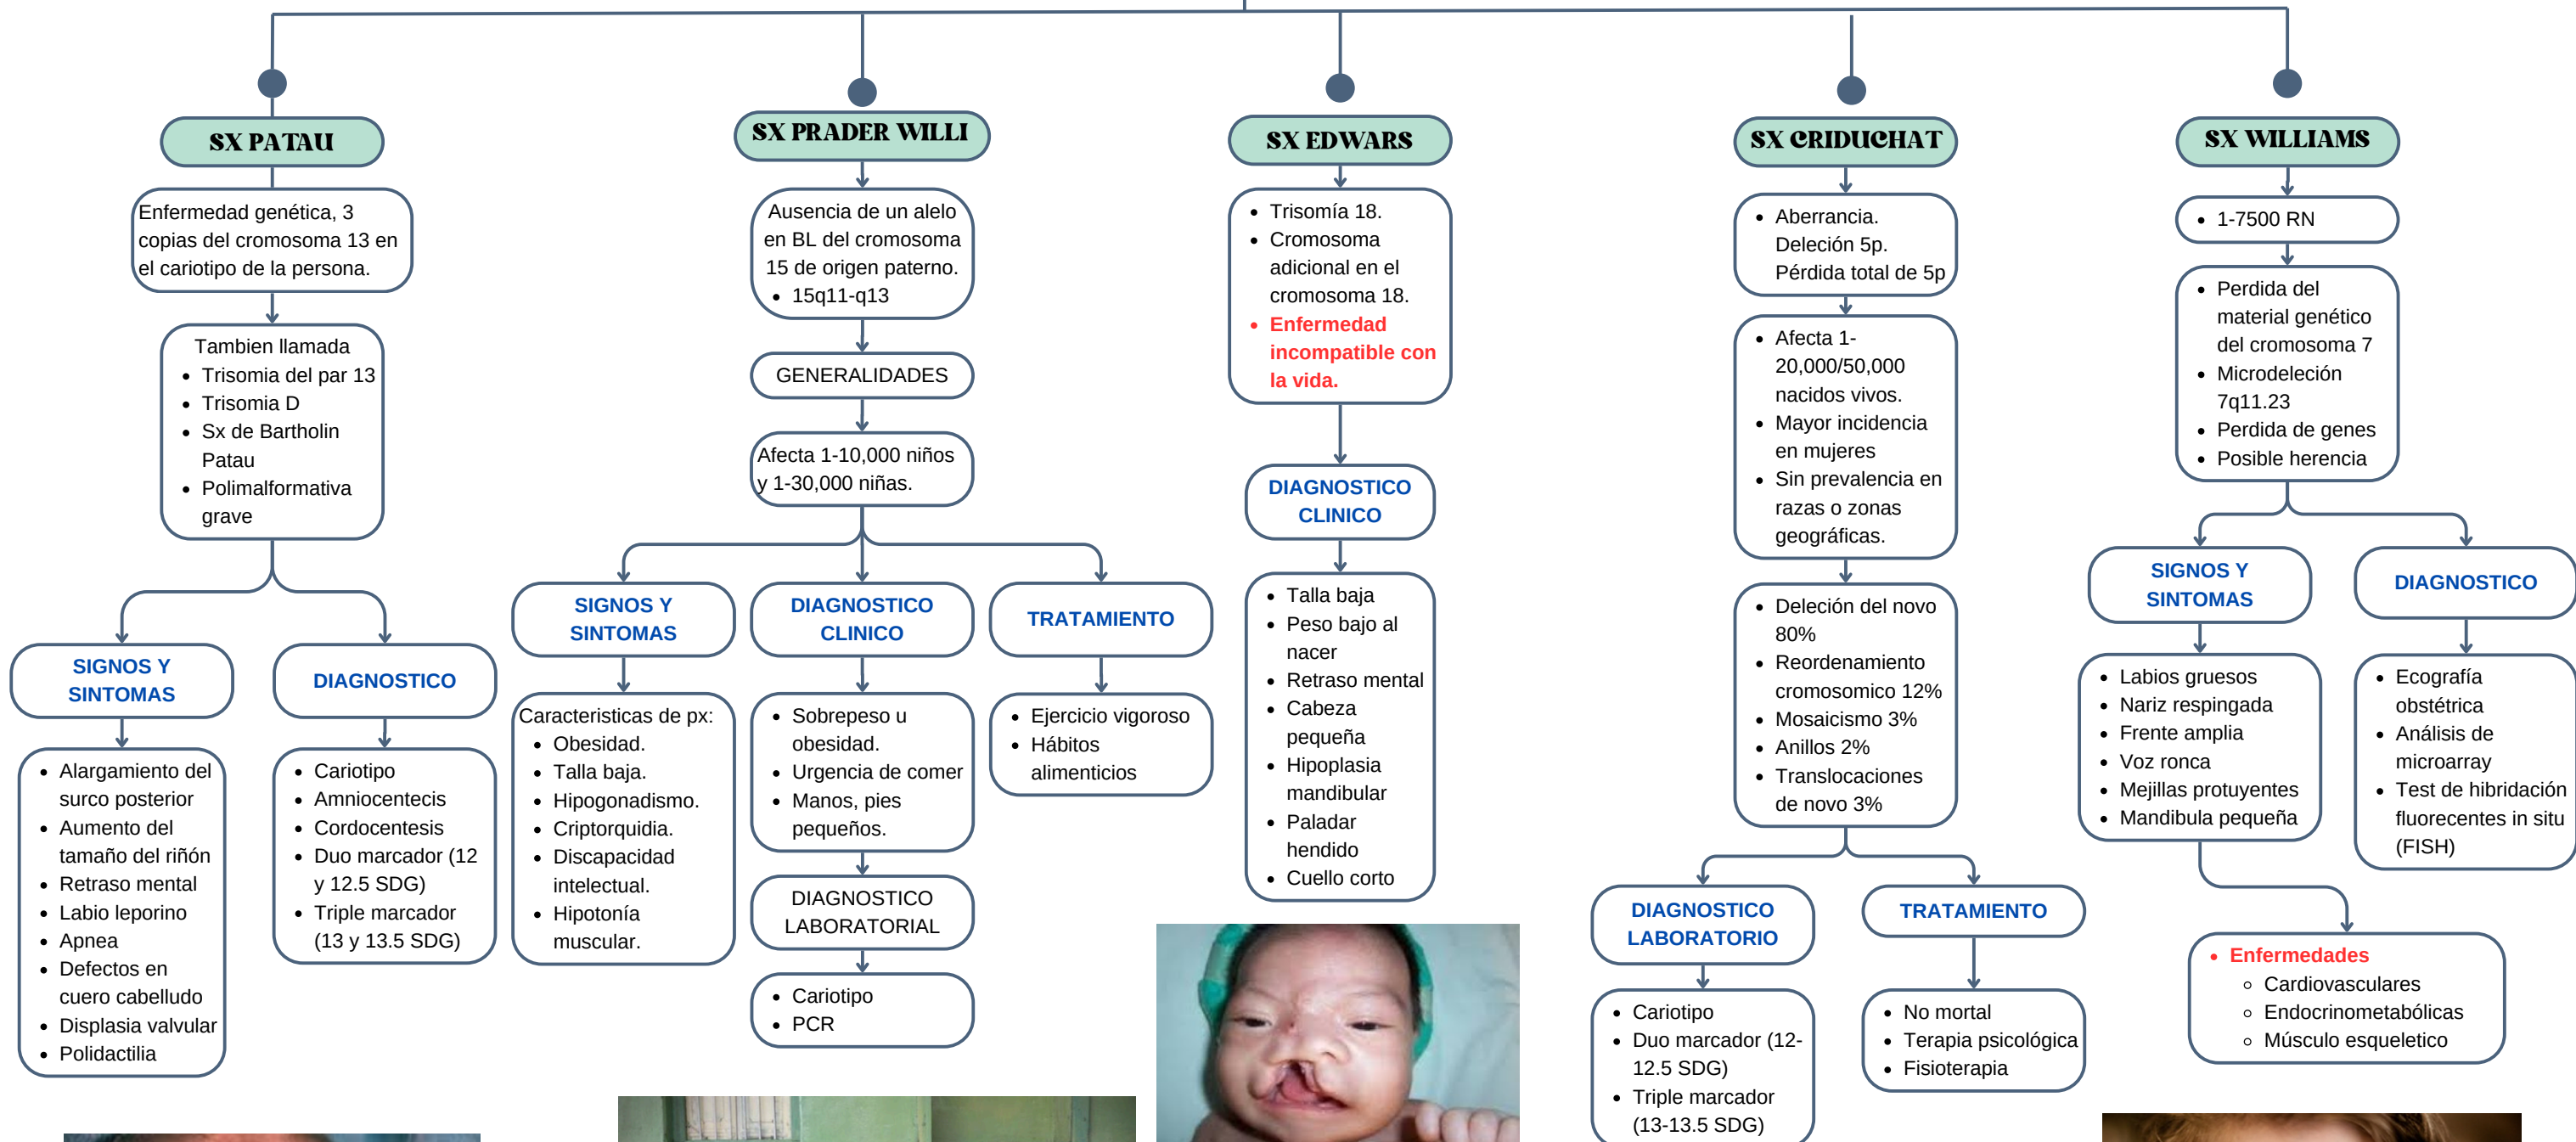 SX PATAU
Enfermedad genética, 3
copias del cromosoma 13 en
el cariotipo de la persona.
Tambien llamada
Trisomia del par 13
Trisomia D
Sx de Bartholin
Patau
Polimalformativa
grave
SIGNOS Y
SINTOMAS
Alargamiento del
surco posterior
Aumento del
tamaño del riñón
Retraso mental
Labio leporino
Apnea
Defectos en
cuero cabelludo
Displasia valvular
Polidactilia
DIAGNOSTICO
Cariotipo
Amniocentecis
Cordocentesis
Duo marcador (12
y 12.5 SDG)
Triple marcador
(13 y 13.5 SDG)
SX PRADER WILLI
Ausencia de un alelo
en BL del cromosoma
15 de origen paterno.
15q11-q13
GENERALIDADES
Afecta 1-10,000 niños
y 1-30,000 niñas.
SIGNOS Y
SINTOMAS
Caracteristicas de px:
Obesidad.
Talla baja.
Hipogonadismo.
Criptorquidia.
Discapacidad
intelectual.
Hipotonía
muscular.
DIAGNOSTICO
CLINICO
Sobrepeso u
obesidad.
Urgencia de comer
Manos, pies
pequeños.
DIAGNOSTICO
LABORATORIAL
Cariotipo
PCR
TRATAMIENTO
Ejercicio vigoroso
Hábitos
alimenticios
SX EDWARS
Trisomía 18.
Cromosoma
adicional en el
cromosoma 18.
Enfermedad
incompatible con
la vida.
DIAGNOSTICO
CLINICO
Talla baja
Peso bajo al
nacer
Retraso mental
Cabeza
pequeña
Hipoplasia
mandibular
Paladar
hendido
Cuello corto
SX CRIDUCHAT
Aberrancia.
Deleción 5p.
Pérdida total de 5p
Afecta 1-
20,000/50,000
nacidos vivos.
Mayor incidencia
en mujeres
Sin prevalencia en
razas o zonas
geográficas.
Deleción del novo
80%
Reordenamiento
cromosomico 12%
Mosaicismo 3%
Anillos 2%
Translocaciones
de novo 3%
DIAGNOSTICO
LABORATORIO
Cariotipo
Duo marcador (12-
12.5 SDG)
Triple marcador
(13-13.5 SDG)
TRATAMIENTO
No mortal
Terapia psicológica
Fisioterapia
SX WILLIAMS
1-7500 RN
Perdida del
material genético
del cromosoma 7
Microdeleción
7q11.23
Perdida de genes
Posible herencia
SIGNOS Y
SINTOMAS
Labios gruesos
Nariz respingada
Frente amplia
Voz ronca
Mejillas protuyentes
Mandibula pequeña
Enfermedades
Cardiovasculares
Endocrinometabólicas
Músculo esqueletico
DIAGNOSTICO
Ecografía
obstétrica
Análisis de
microarray
Test de hibridación
fluorecentes in situ
(FISH)